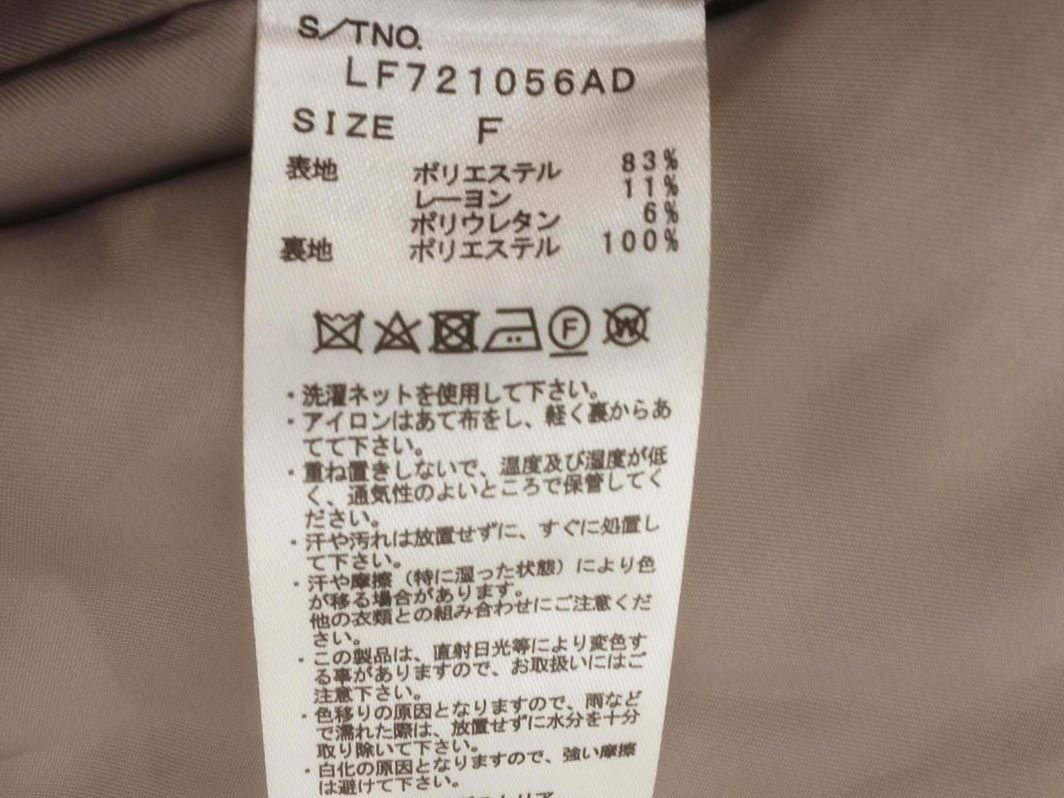 S/TNO.
LF721056AD
SIZE F
表地 ポリエステル 83%
レーヨン 11%
ポリウレタン 6%
裏地 ポリエステル 100%
F W
・洗濯ネットを使用して下さい。
・アイロンはあて布をし、軽く裏からあ
てて下さい。
・重ね置きしないで、温度及び湿度が低
く、通気性のよいところで保管してく
ださい。
・汗や汚れは放置せずに、すぐに処置し
て下さい。
・汗や摩擦（特に湿った状態）により色
が移る場合があります。
他の衣類との組み合わせにご注意くだ
さい。
・この製品は、直射日光等により変色す
る事がありますので、お取扱いにはご
注意下さい。
・色移りの原因となりますので、雨など
で濡れた際は、放置せずに水分を十分
取り除いて下さい。
・白化の原因となりますので、強い摩擦
は避けて下さい。